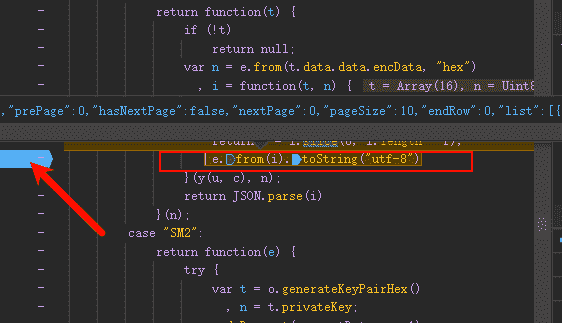 return function(t) {
if (!t)
return null;
var n = e.from(t.data.data.encData, "hex")
, i = function(t, n) { t = Array(16), n = Uint8
,"prePage":0,"hasNextPage":false,"nextPage":0,"pageSize":10,"endRow":0,"list":[{
e.from(i).toString("utf-8")
}(y(u, c), n);
return JSON.parse(i)
}(n);
case "SM2":
return function(e) {
try {
var t = o.generateKeyPairHex()
, n = t.privateKey;